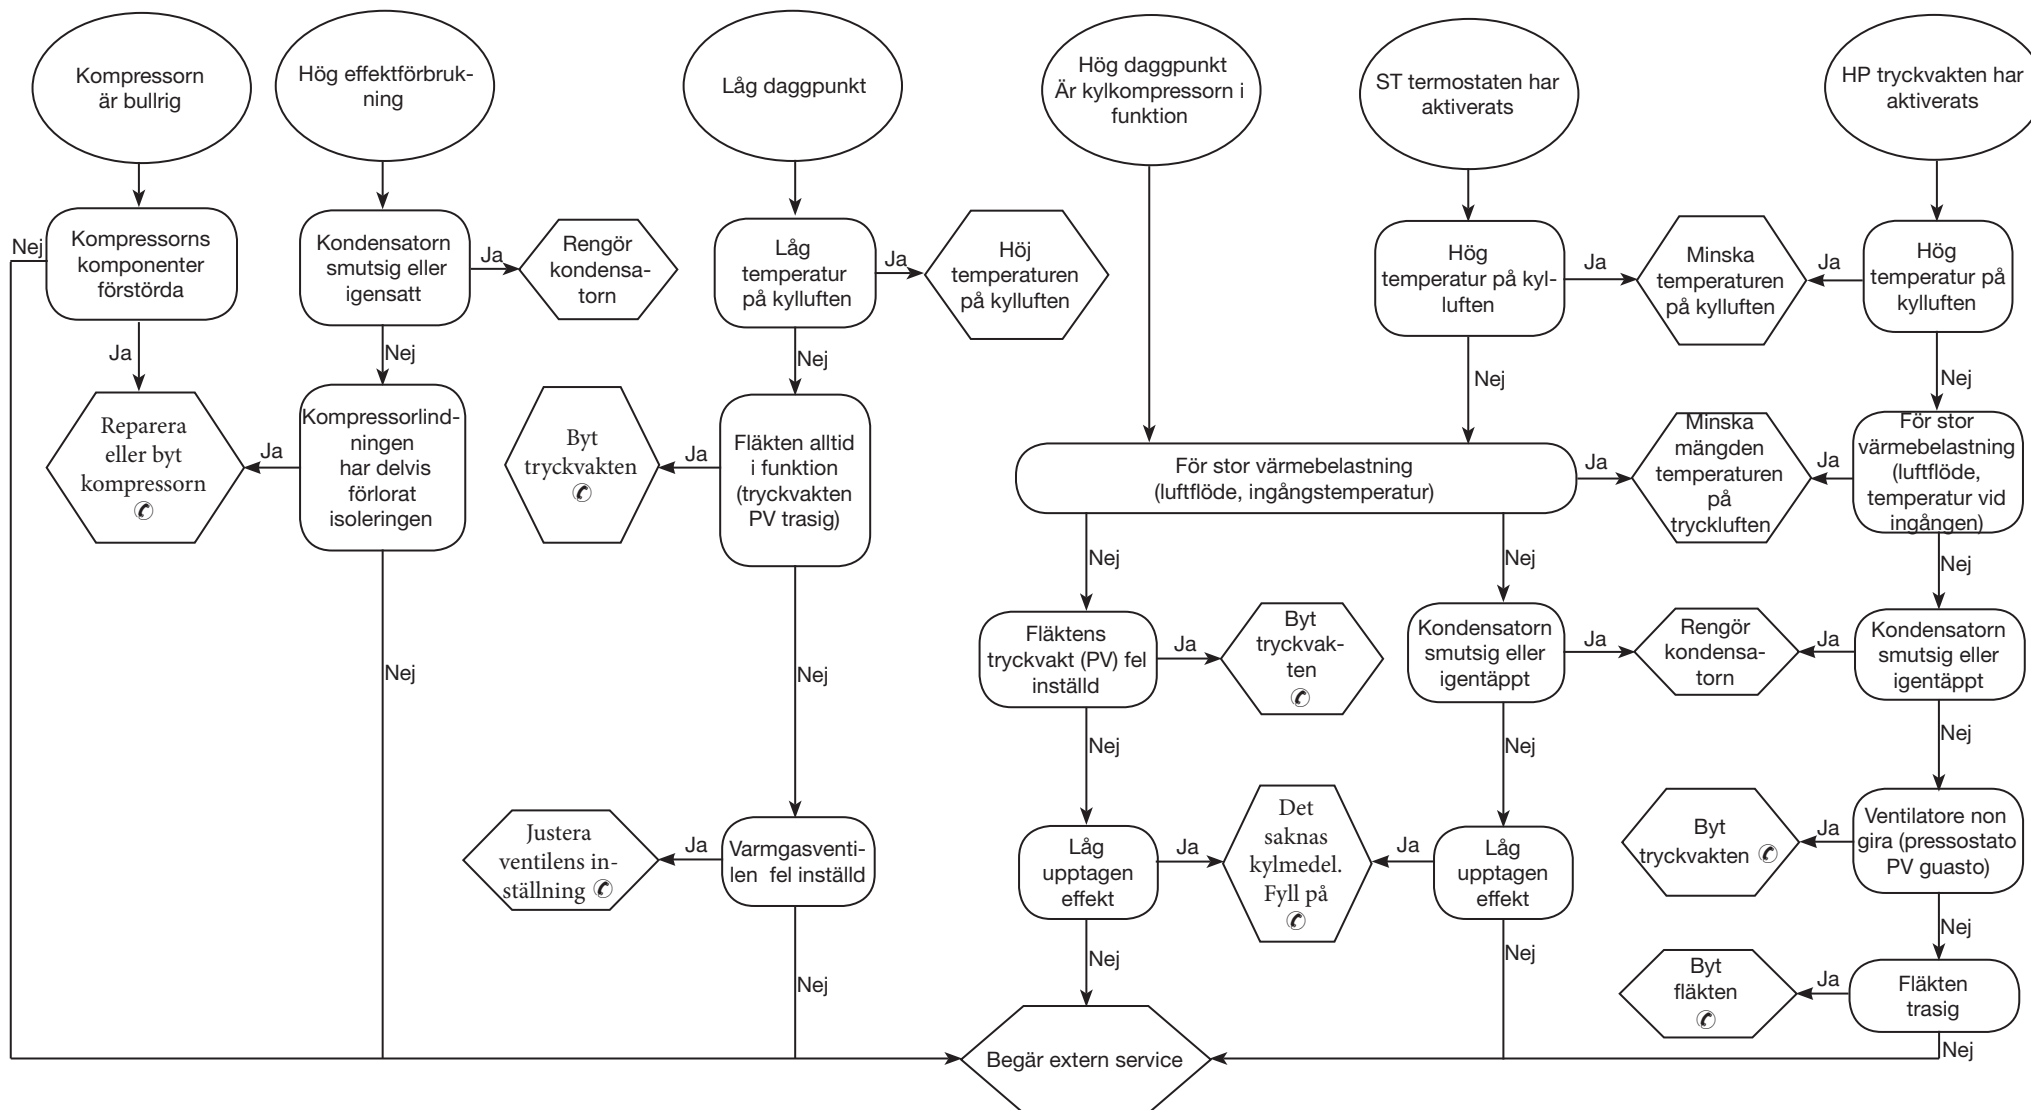 Kompressorn
är bullrig
Hög effektförbruk-
ning
Låg daggpunkt
Hög daggpunkt
Är kylkompressorn i
funktion
ST termostaten har
aktiverats
HP tryckvakten har
aktiverats
Nej
Kompressorns
komponenter
förstörda
Ja
Reparera
eller byt
kompressorn
Kondensatorn
smutsig eller
igensatt
Ja
Rengör
kondensa-
torn
Nej
Kompressorlind-
ningen
har delvis
förlorat
isoleringen
Ja
Nej
Låg
temperatur
på kylluften
Ja
Höj
temperaturen
på kylluften
Nej
Fläkten alltid
i funktion
(tryckvakten
PV trasig)
Ja
Byt
tryckvakten
Nej
Varmgasventi-
len fel inställd
Ja
Justera
ventilens in-
ställning
Nej
Hög
temperatur på kyl-
luften
Ja
Minska
temperaturen
på kylluften
Ja
Hög
temperatur på
kylluften
Nej
Nej
För stor värmebelastning
(luftflöde, ingångstemperatur)
Ja
Minska
mängden
temperaturen
på
tryckluften
Ja
För stor
värmebelastning
(luftflöde,
temperatur vid
ingången)
Nej
Nej
Nej
Fläktens
tryckvakt (PV) fel
inställd
Ja
Byt
tryckvak-
ten
Kondensatorn
smutsig eller
igentäppt
Ja
Rengör
kondensa-
torn
Ja
Kondensatorn
smutsig eller
igentäppt
Nej
Nej
Nej
Låg
upptagen
effekt
Ja
Det
saknas
kylmedel.
Fyll på
Ja
Låg
upptagen
effekt
Byt
tryckvakten
Ja
Ventilatore non
gira (pressostato
PV guasto)
Nej
Nej
Nej
Byt
fläkten
Ja
Fläkten
trasig
Nej
Begär extern service